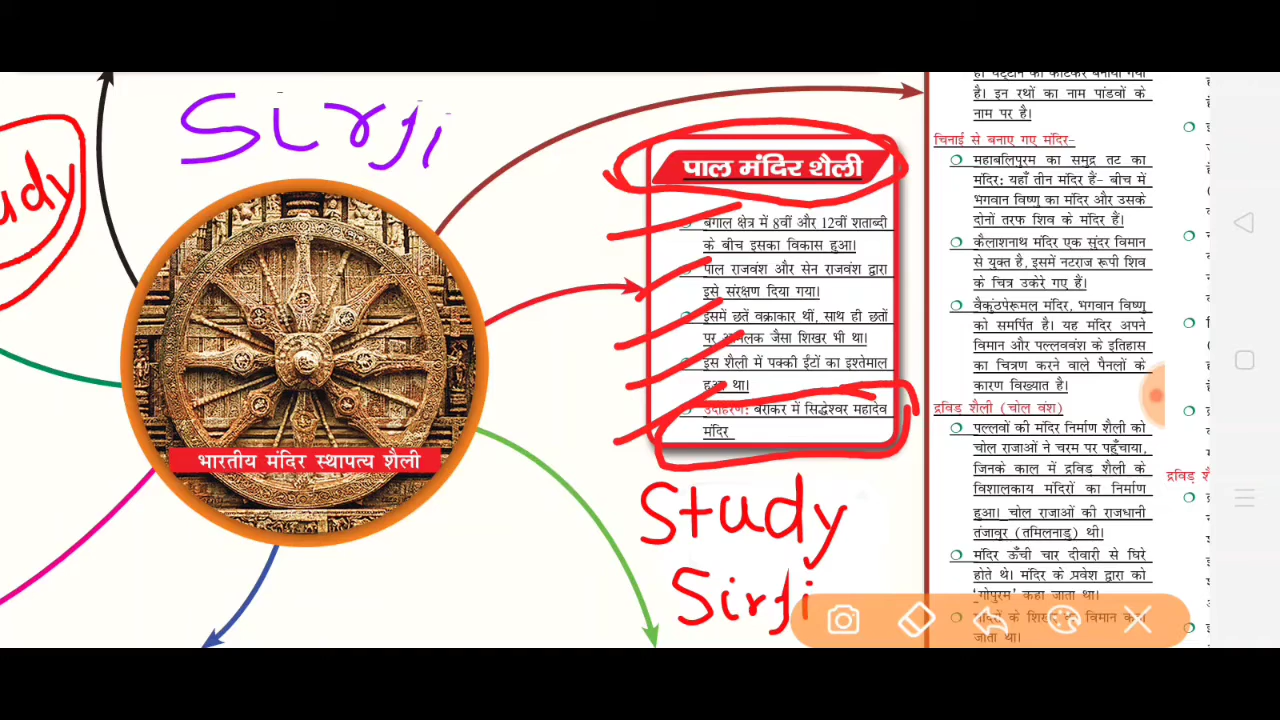 Sirji
udy
भारतीय मंदिर स्थापत्य शैली
पाल मंदिर शैली
बंगाल क्षेत्र में 8वीं और 12वीं शताब्दी
के बीच इसका विकास हुआ।
पाल राजवंश और सेन राजवंश द्वारा
इसे संरक्षण दिया गया।
इसमें छतें वक्राकार थीं, साथ ही छतों
पर आमलक जैसा शिखर भी था।
इस शैली में पक्की ईंटों का इश्तेमाल
हुआ था।
उदाहरण: बराकर में सिद्धेश्वर महादेव
मंदिर
Study
Sirji
है। इन रथों का नाम पांडवों के
नाम पर है।
चिनाई से बनाए गए मंदिर-
महाबलिपुरम का समुद्र तट का
मंदिर: यहाँ तीन मंदिर हैं- बीच में
भगवान विष्णु का मंदिर और उसके
दोनों तरफ शिव के मंदिर हैं।
कैलाशनाथ मंदिर एक सुंदर विमान
से युक्त है, इसमें नटराज रूपी शिव
के चित्र उकेरे गए हैं।
वैकुंठपेरूमल मंदिर, भगवान विष्णु
को समर्पित है। यह मंदिर अपने
विमान और पल्लववंश के इतिहास
का चित्रण करने वाले पैनलों के
कारण विख्यात है।
द्रविड शैली (चोल वंश)
पल्लवों की मंदिर निर्माण शैली को
चोल राजाओं ने चरम पर पहुँचाया,
जिनके काल में द्रविड शैली के
विशालकाय मंदिरों का निर्माण
हुआ। चोल राजाओं की राजधानी
तंजावुर (तमिलनाडु) थी।
मंदिर ऊँची चार दीवारी से घिरे
होते थे। मंदिर के प्रवेश द्वारा को
'गोपुरम' कहा जाता था।
मंदिरों के शिखर को विमान कहा
जाता था।
द्रविड़